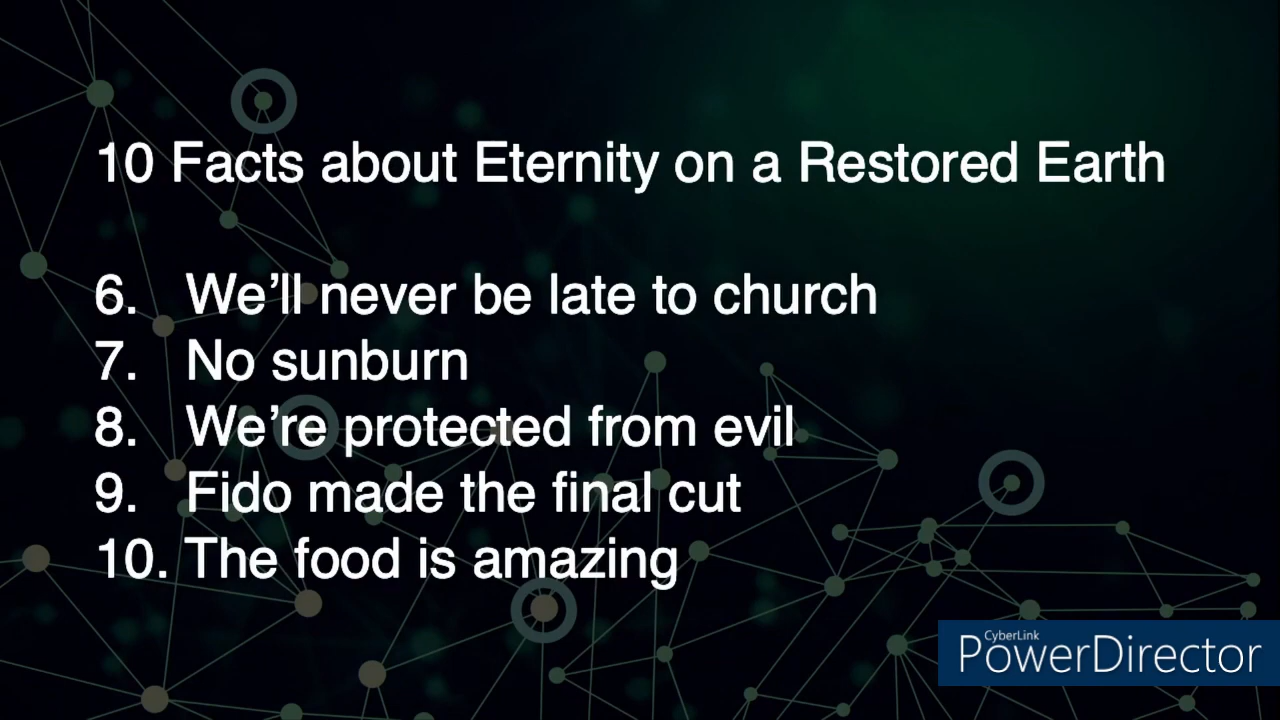 10 Facts about Eternity on a Restored Earth
6. We’ll never be late to church
7. No sunburn
8. We’re protected from evil
9. Fido made the final cut
10. The food is amazing
CyberLink
PowerDirector